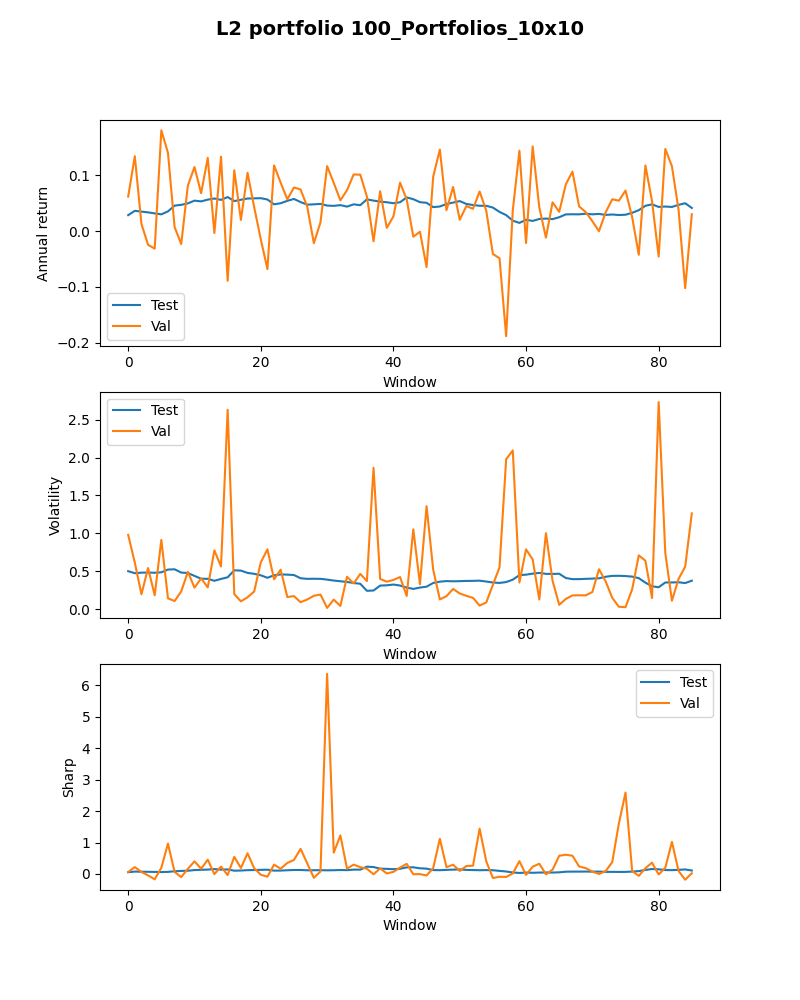 L2 portfolio 100_Portfolios_10x10
Annual return
0.1
0.0
−0.1
−0.2
Test
Val
0
20
40
60
80
Window
Volatility
2.5
2.0
1.5
1.0
0.5
0.0
Test
Val
0
20
40
60
80
Window
Sharp
6
5
4
3
2
1
0
Test
Val
0
20
40
60
80
Window